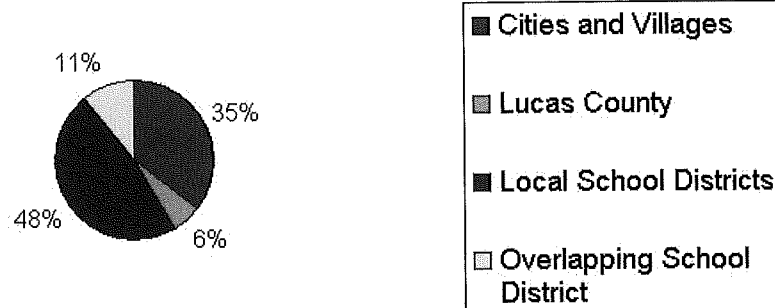 11%
35%
48%
6%
Cities and Villages
Lucas County
Local School Districts
Overlapping School
District